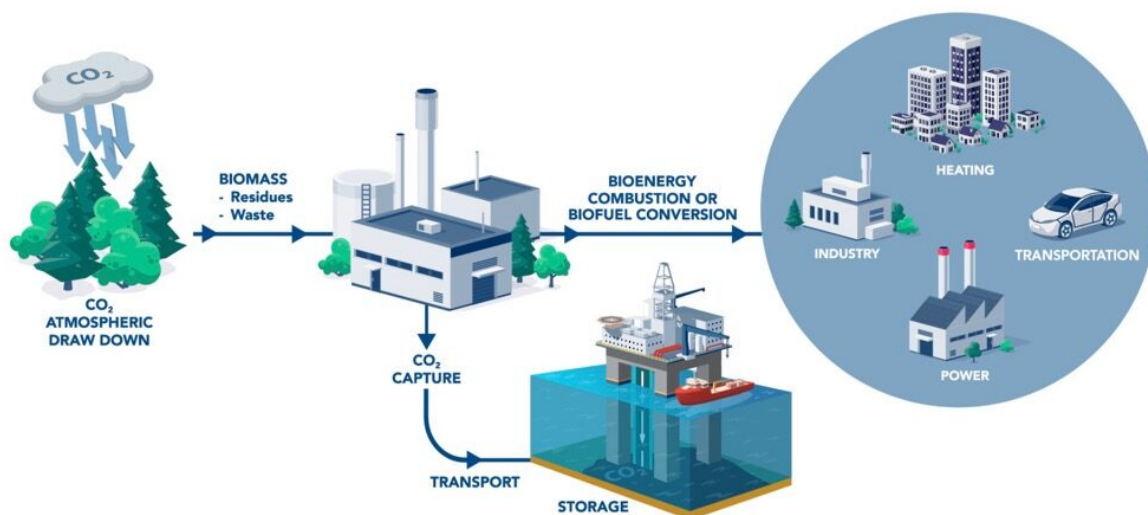 CO₂
CO₂
ATMOSPHERIC
DRAW DOWN
BIOMASS
- Residues
- Waste
BIOENERGY
COMBUSTION OR
BIOFUEL CONVERSION
CO₂
CAPTURE
TRANSPORT
CO₂
STORAGE
HEATING
INDUSTRY
TRANSPORTATION
POWER